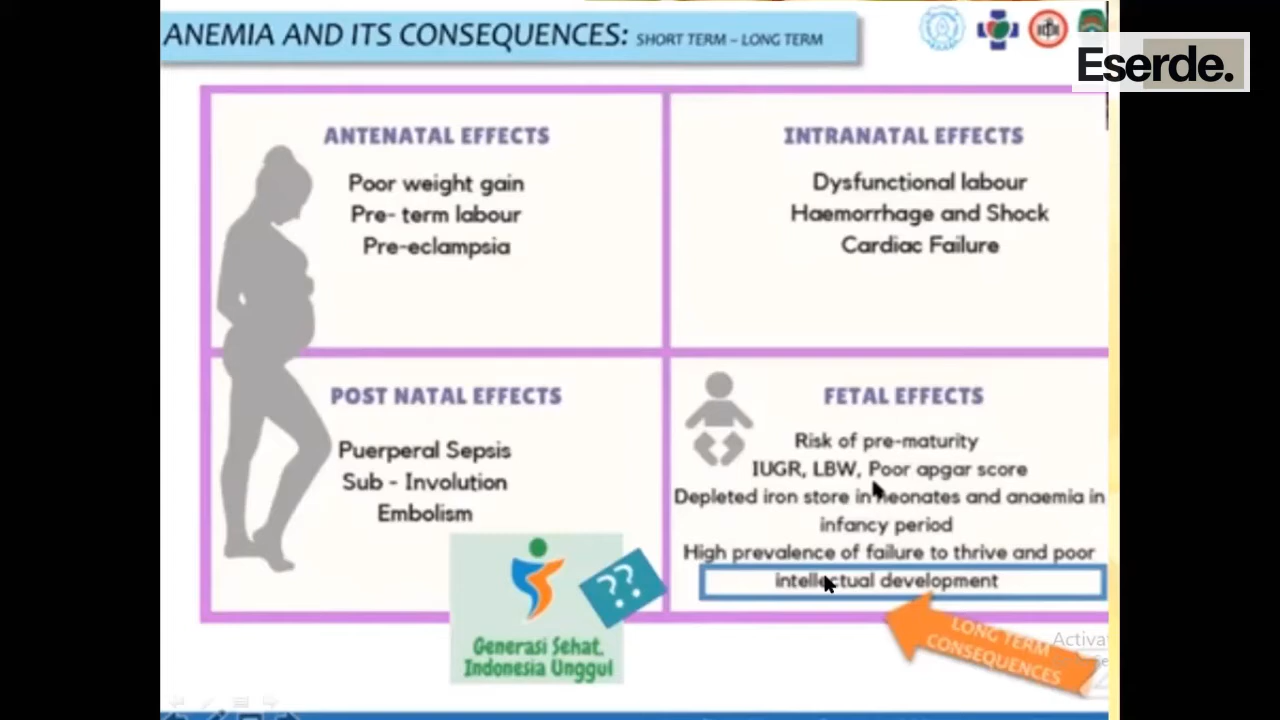 ANEMIA AND ITS CONSEQUENCES: SHORT TERM – LONG TERM
Eserde.
ANTENATAL EFFECTS
Poor weight gain
Pre- term labour
Pre-eclampsia
INTRANATAL EFFECTS
Dysfunctional labour
Haemorrhage and Shock
Cardiac Failure
POST NATAL EFFECTS
Puerperal Sepsis
Sub - Involution
Embolism
FETAL EFFECTS
Risk of pre-maturity
IUGR, LBW, Poor apgar score
Depleted iron store in neonates and anaemia in
infancy period
High prevalence of failure to thrive and poor
intellectual development
??
Generasi Sehat,
Indonesia Unggul
LONG TERM
CONSEQUENCES
Activa